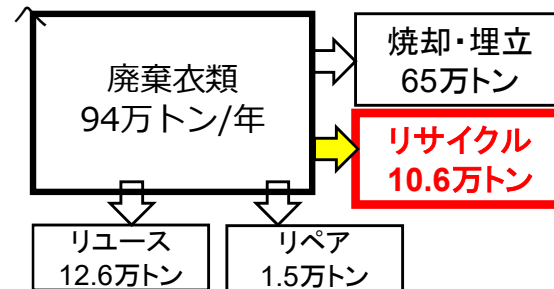 廃棄衣類
94万トン/年
焼却・埋立
65万トン
リサイクル
10.6万トン
リユース
12.6万トン
リペア
1.5万トン